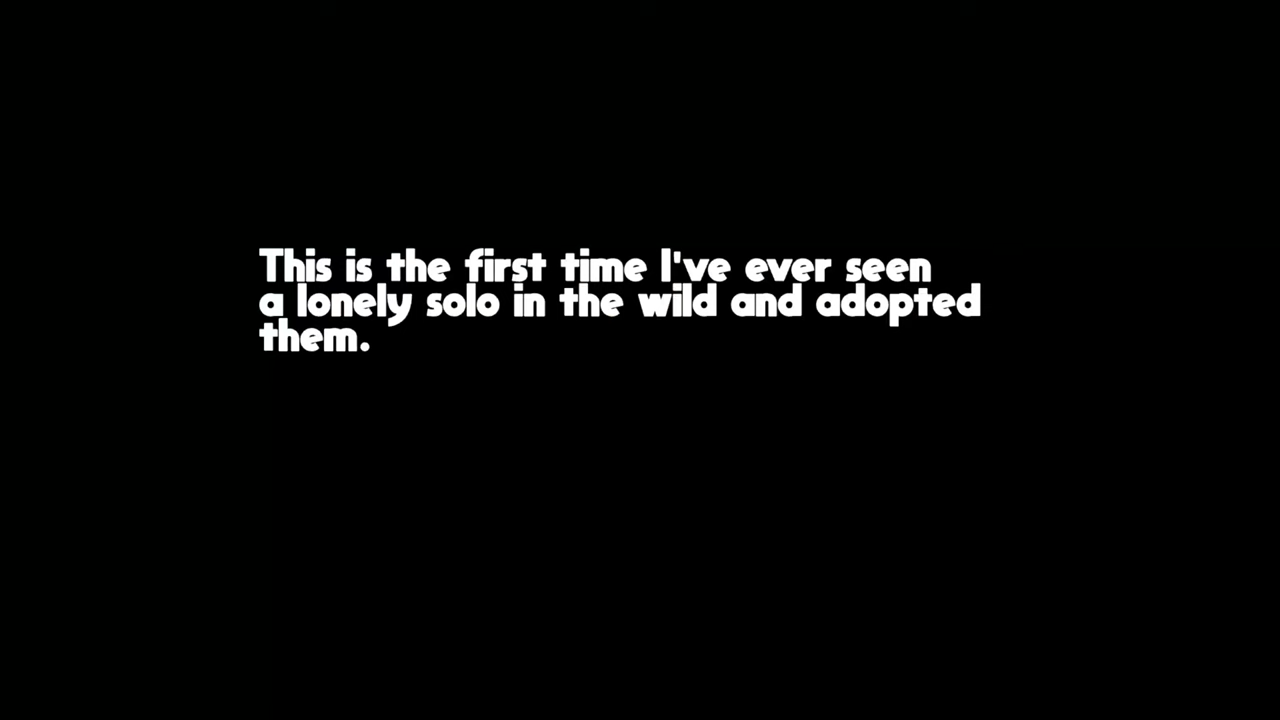 This is the first time I've ever seen
a lonely solo in the wild and adopted
them.